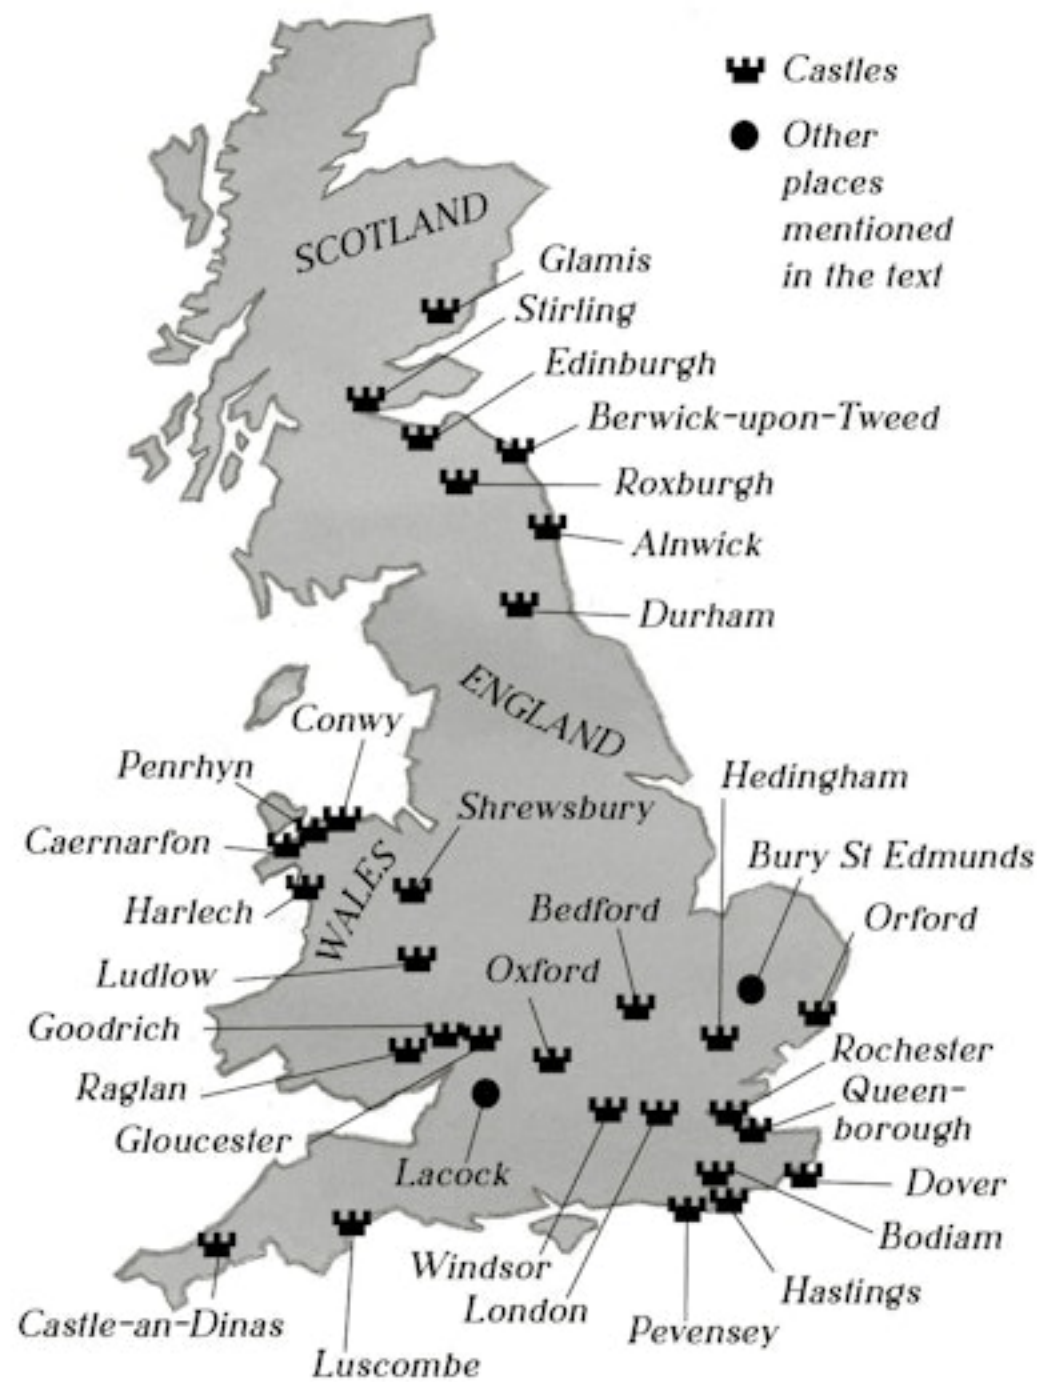 Castles
Other
places
mentioned
in the text
SCOTLAND
Glamis
Stirling
Edinburgh
Berwick-upon-Tweed
Roxburgh
Alnwick
Durham
ENGLAND
Conwy
Penrhyn
Hedingham
Shrewsbury
Caernarfon
Bury St Edmunds
WALES
Harlech
Bedford
Orford
Ludlow
Oxford
Goodrich
Rochester
Raglan
Queen-
borough
Gloucester
Lacock
Dover
Bodiam
Windsor
Hastings
London
Castle-an-Dinas
Pevensey
Luscombe